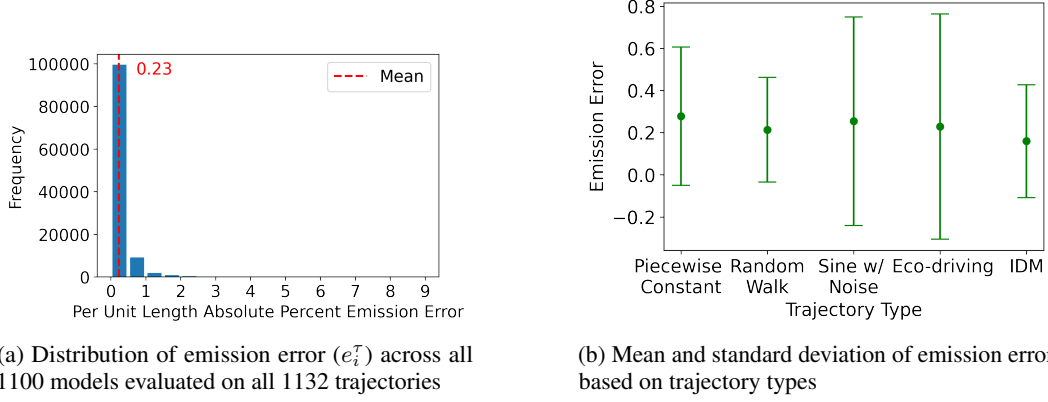 100000
80000
60000
40000
20000
0
Frequency
0.23
Mean
0 1 2 3 4 5 6 7 8 9
Per Unit Length Absolute Percent Emission Error
(a) Distribution of emission error (e_i^τ) across all
1100 models evaluated on all 1132 trajectories
0.8
0.6
0.4
0.2
0.0
−0.2
Emission Error
Piecewise Random Sine w/ Eco-driving IDM
Constant Walk Noise
Trajectory Type
(b) Mean and standard deviation of emission error
based on trajectory types